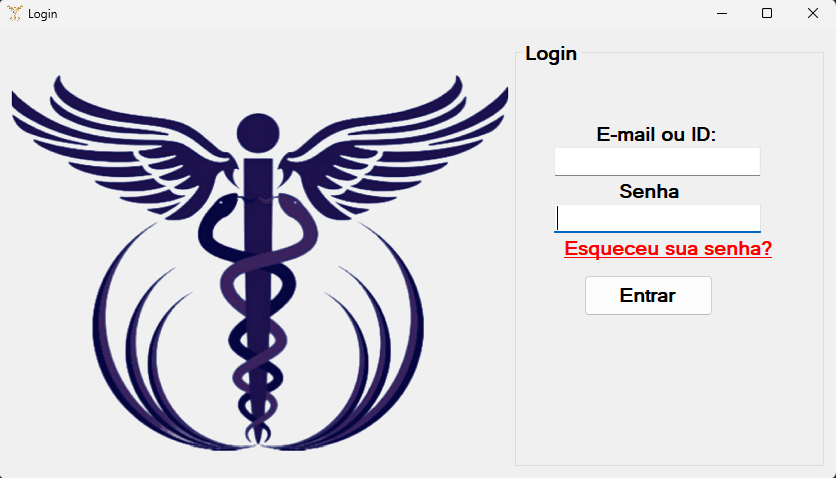 Login
Login
E-mail ou ID:
Senha
Esqueceu sua senha?
Entrar